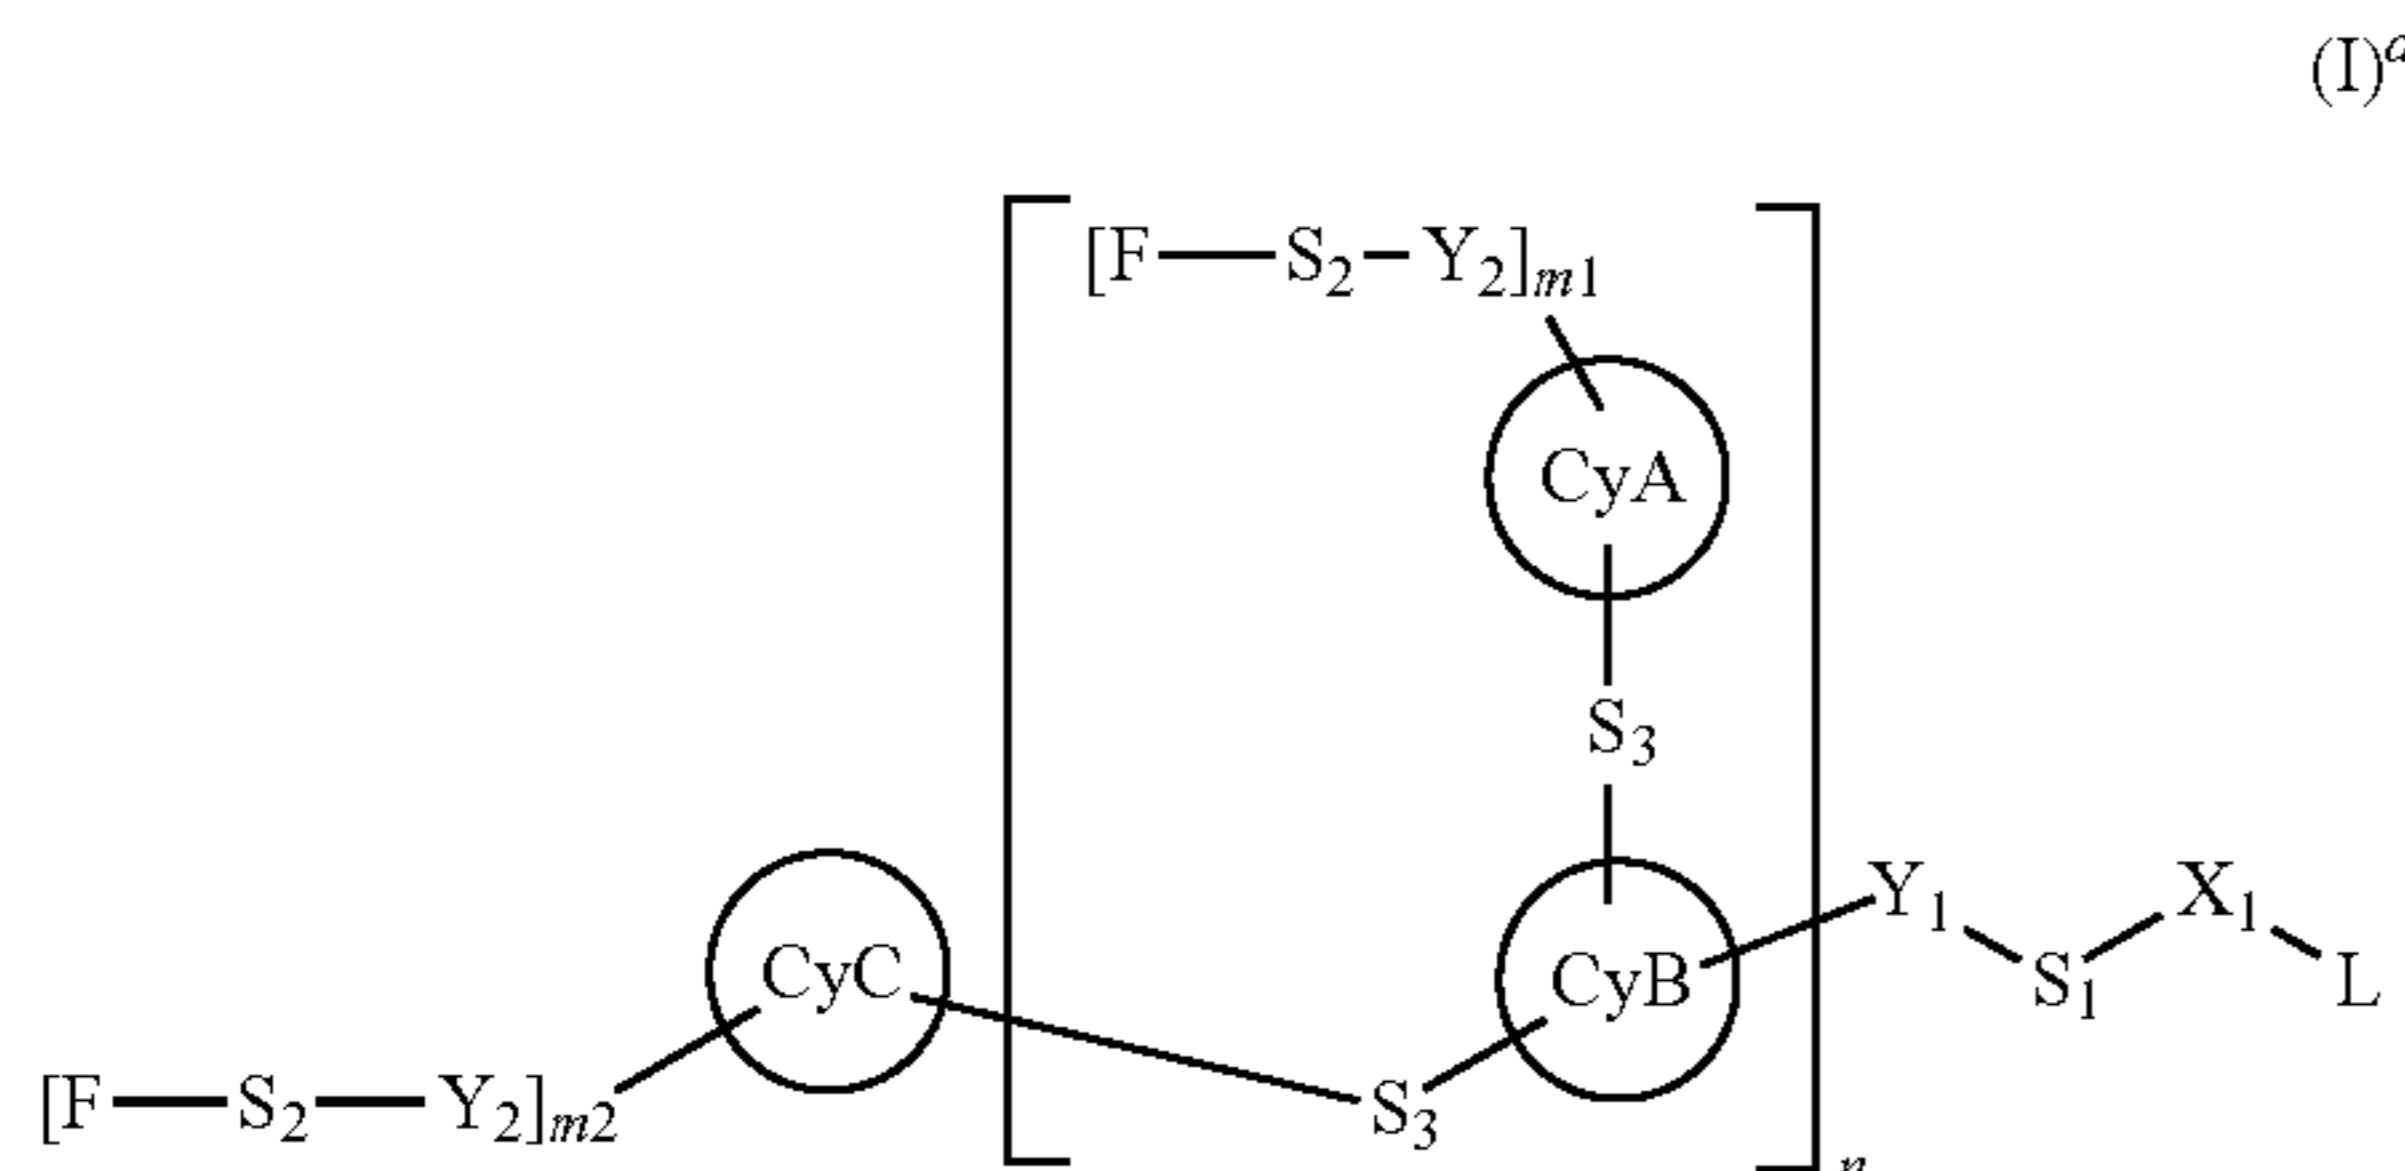 (I)ᵃ
[F—S₂—Y₂]ₘ₁
CyA
S₃
CyC CyB Y₁ S₁ X₁ L
[F—S₂—Y₂]ₘ₂ S₃